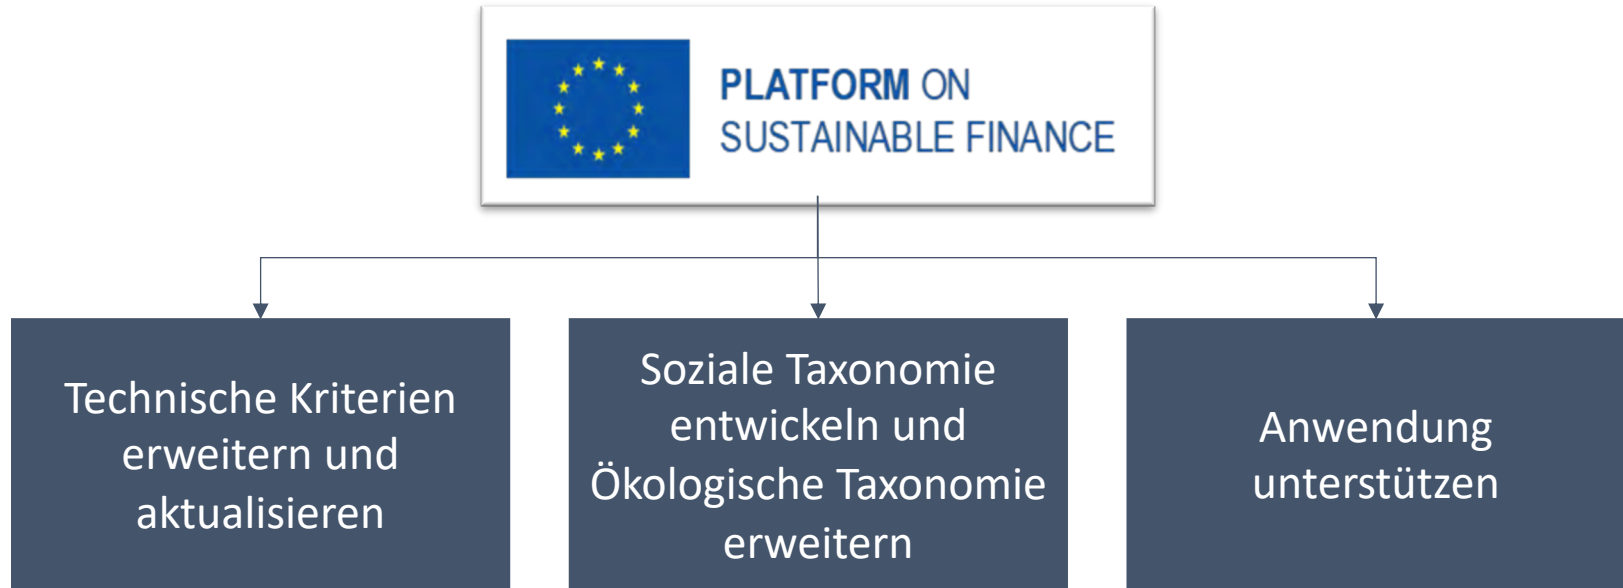 PLATFORM ON
SUSTAINABLE FINANCE
Technische Kriterien
erweitern und
aktualisieren
Soziale Taxonomie
entwickeln und
Ökologische Taxonomie
erweitern
Anwendung
unterstützen